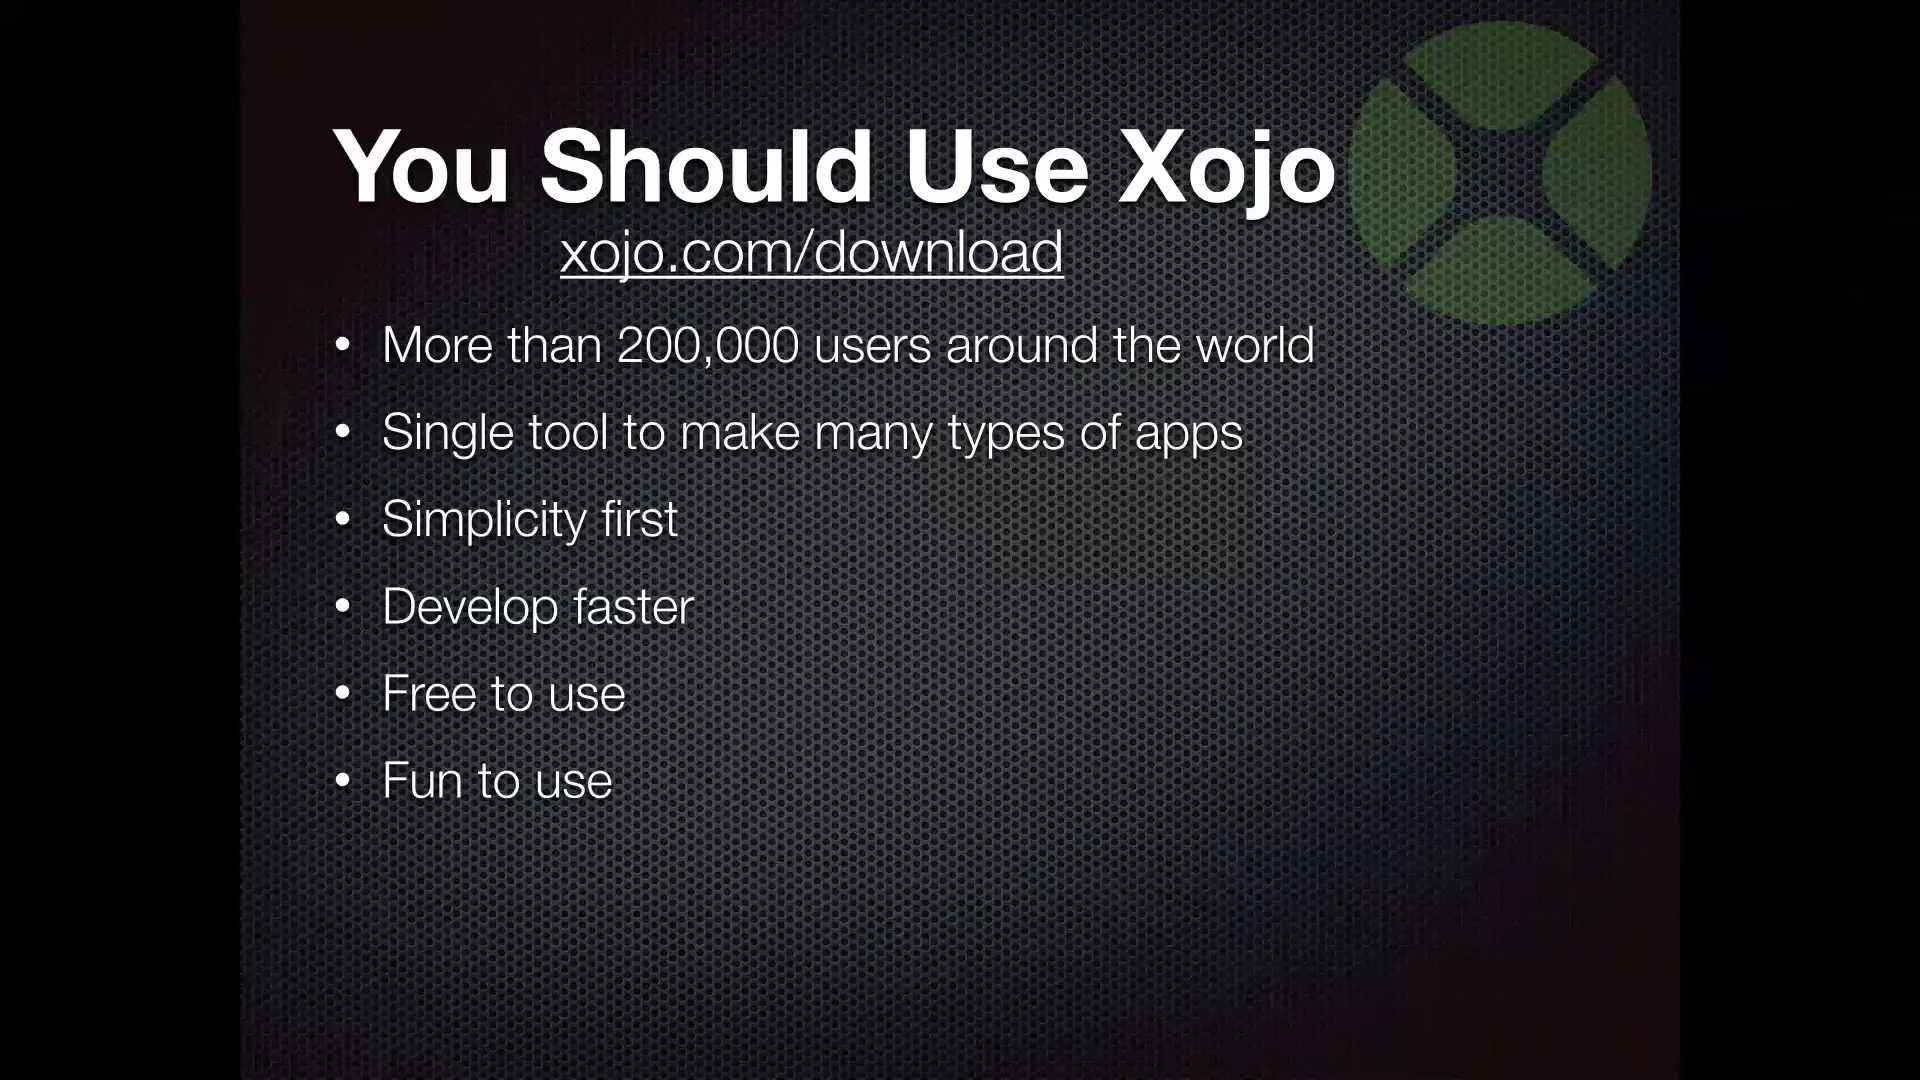 You Should Use Xojo
xojo.com/download
• More than 200,000 users around the world
• Single tool to make many types of apps
• Simplicity first
• Develop faster
• Free to use
• Fun to use